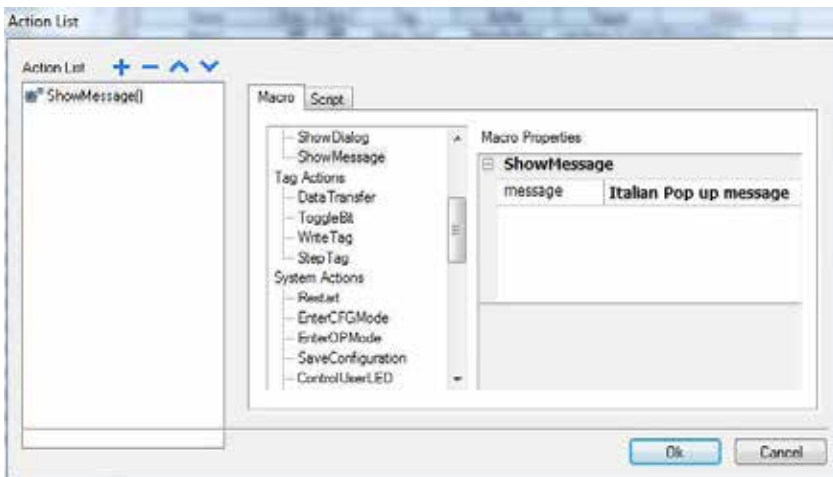 Action List
Action List
ShowMessage()
Macro
Script
ShowDialog
ShowMessage
Tag Actions
DataTransfer
ToggleBit
WriteTag
StepTag
System Actions
Restart
EnterCFGMode
EnterOPMode
SaveConfiguration
ControlUserLED
Macro Properties
ShowMessage
message Italian Pop up message
Ok
Cancel